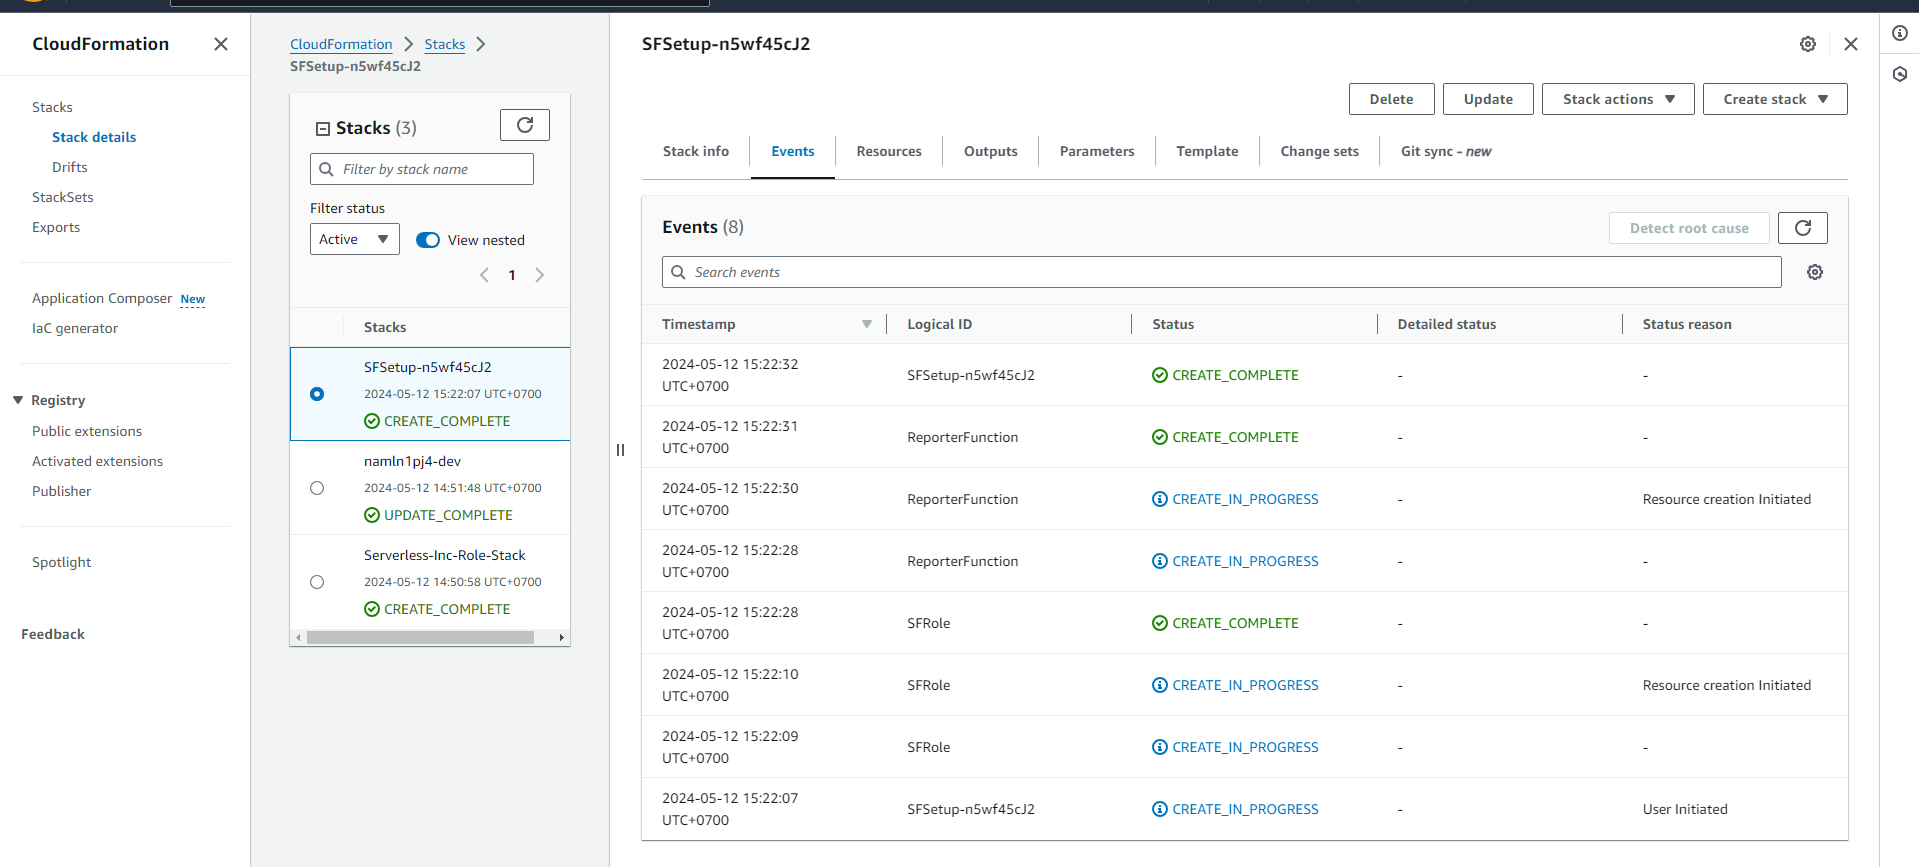 CloudFormation
Stacks
Stack details
Drifts
StackSets
Exports
Application Composer New
IaC generator
Registry
Public extensions
Activated extensions
Publisher
Spotlight
Feedback
CloudFormation Stacks
SFSetup-n5wf45cJ2
Stacks (3)
Filter by stack name
Filter status
Active View nested
1
Stacks
SFSetup-n5wf45cJ2
2024-05-12 15:22:07 UTC+0700
CREATE_COMPLETE
namln1pj4-dev
2024-05-12 14:51:48 UTC+0700
UPDATE_COMPLETE
Serverless-Inc-Role-Stack
2024-05-12 14:50:58 UTC+0700
CREATE_COMPLETE
SFSetup-n5wf45cJ2
Delete Update Stack actions Create stack
Stack info Events Resources Outputs Parameters Template Change sets Git sync - new
Events (8)
Detect root cause
Search events
Timestamp Logical ID Status Detailed status Status reason
2024-05-12 15:22:32
UTC+0700
SFSetup-n5wf45cJ2 CREATE_COMPLETE - -
2024-05-12 15:22:31
UTC+0700
ReporterFunction CREATE_COMPLETE - -
2024-05-12 15:22:30
UTC+0700
ReporterFunction CREATE_IN_PROGRESS - Resource creation Initiated
2024-05-12 15:22:28
UTC+0700
ReporterFunction CREATE_IN_PROGRESS - -
2024-05-12 15:22:28
UTC+0700
SFRole CREATE_COMPLETE - -
2024-05-12 15:22:10
UTC+0700
SFRole CREATE_IN_PROGRESS - Resource creation Initiated
2024-05-12 15:22:09
UTC+0700
SFRole CREATE_IN_PROGRESS - -
2024-05-12 15:22:07
UTC+0700
SFSetup-n5wf45cJ2 CREATE_IN_PROGRESS - User Initiated